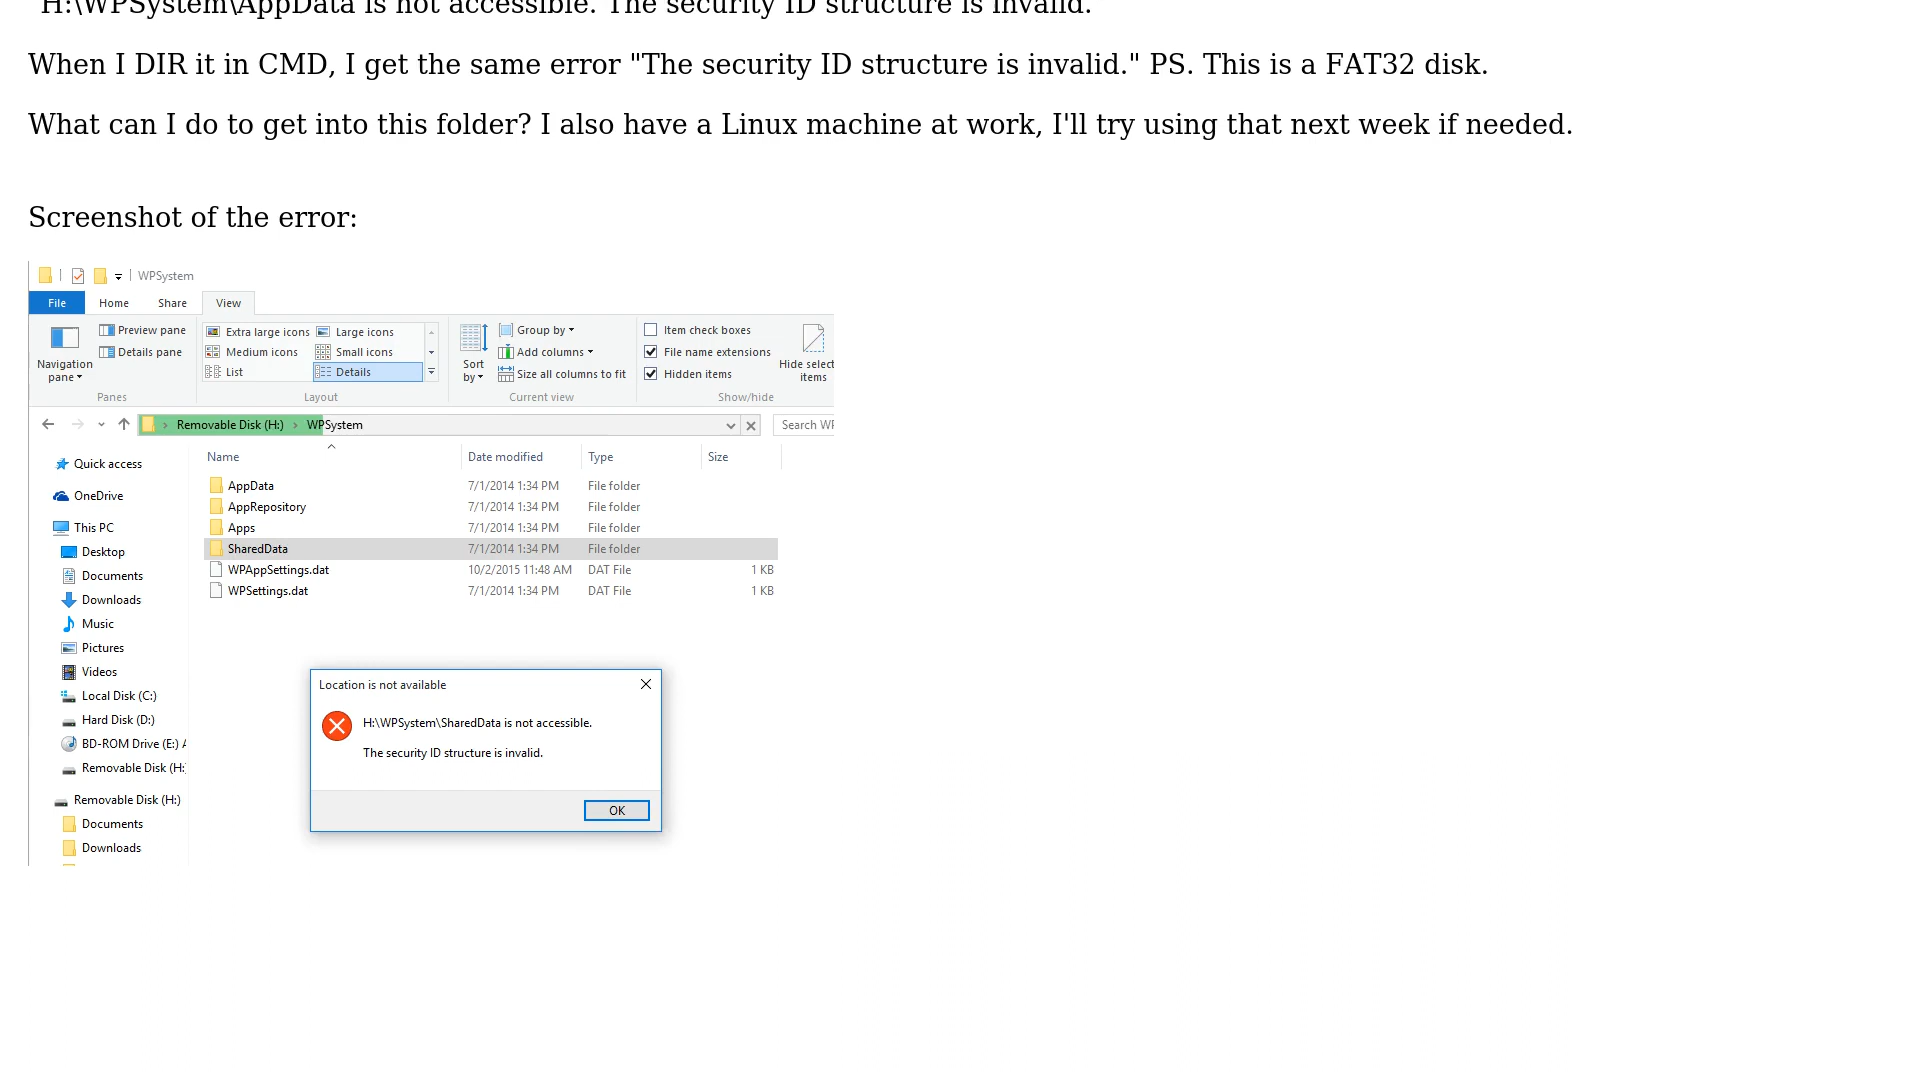 "H:\WPSystem\AppData is not accessible. The security ID structure is invalid."
When I DIR it in CMD, I get the same error "The security ID structure is invalid." PS. This is a FAT32 disk.
What can I do to get into this folder? I also have a Linux machine at work, I'll try using that next week if needed.
Screenshot of the error:
WPSystem
File Home Share View
Navigation pane
Preview pane
Details pane
Panes
Extra large icons Large icons
Medium icons Small icons
List Details
Layout
Sort by
Group by
Add columns
Size all columns to fit
Current view
Item check boxes
File name extensions
Hidden items
Hide select
items
Show/hide
Removable Disk (H:) WPSystem
Search WP
Name Date modified Type Size
AppData 7/1/2014 1:34 PM File folder
AppRepository 7/1/2014 1:34 PM File folder
Apps 7/1/2014 1:34 PM File folder
SharedData 7/1/2014 1:34 PM File folder
WPAppSettings.dat 10/2/2015 11:48 AM DAT File 1 KB
WPSettings.dat 7/1/2014 1:34 PM DAT File 1 KB
Quick access
OneDrive
This PC
Desktop
Documents
Downloads
Music
Pictures
Videos
Local Disk (C:)
Hard Disk (D:)
BD-ROM Drive (E:) A
Removable Disk (H:
Removable Disk (H:)
Documents
Downloads
Location is not available
H:\WPSystem\SharedData is not accessible.
The security ID structure is invalid.
OK